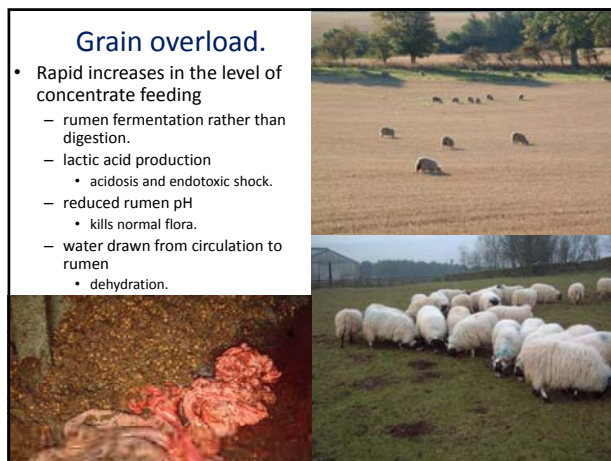 Grain overload.
• Rapid increases in the level of
concentrate feeding
– rumen fermentation rather than
digestion.
– lactic acid production
• acidosis and endotoxic shock.
– reduced rumen pH
• kills normal flora.
– water drawn from circulation to
rumen
• dehydration.